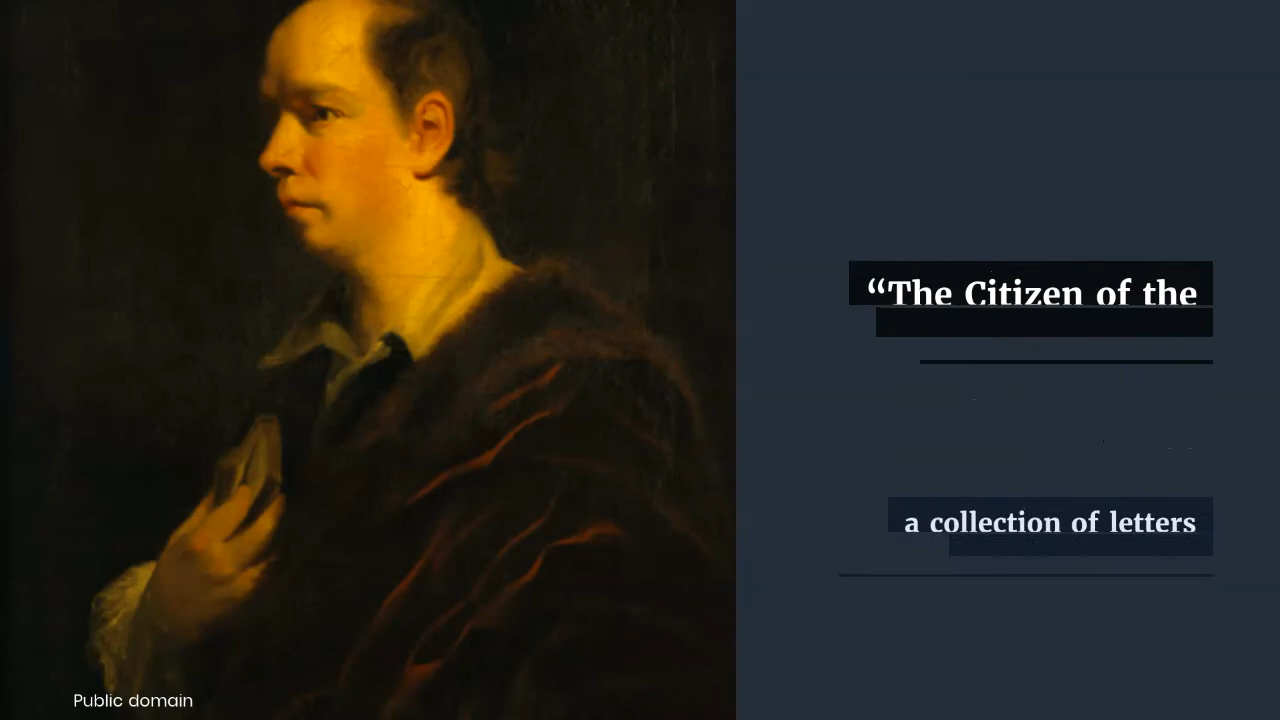 “The Citizen of the
a collection of letters
Public domain